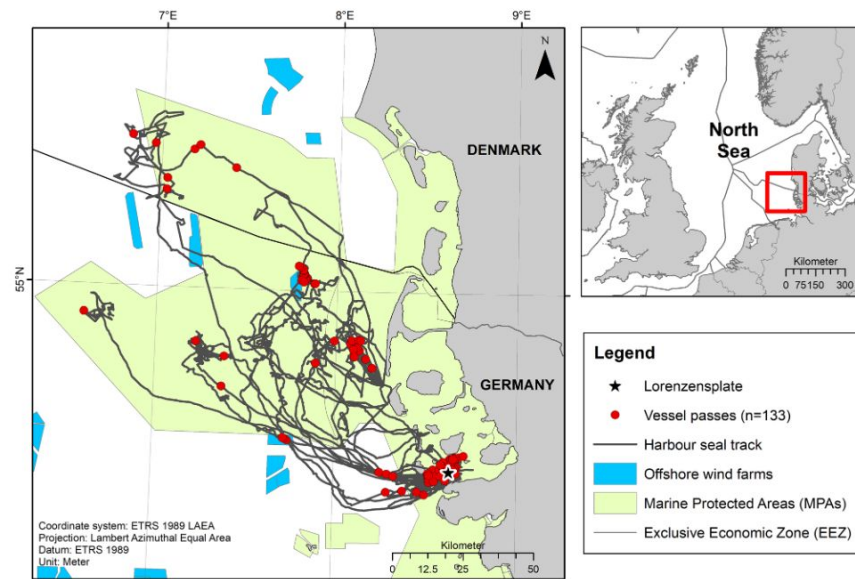 7°E
8°E
9°E
N
DENMARK
55°N
GERMANY
Coordinate system: ETRS 1989 LAEA
Projection: Lambert Azimuthal Equal Area
Datum: ETRS 1989
Unit: Meter
Kilometer
0 12.5 25 50
North
Sea
Kilometer
0 75150 300
Legend
Lorenzensplate
Vessel passes (n=133)
Harbour seal track
Offshore wind farms
Marine Protected Areas (MPAs)
Exclusive Economic Zone (EEZ)